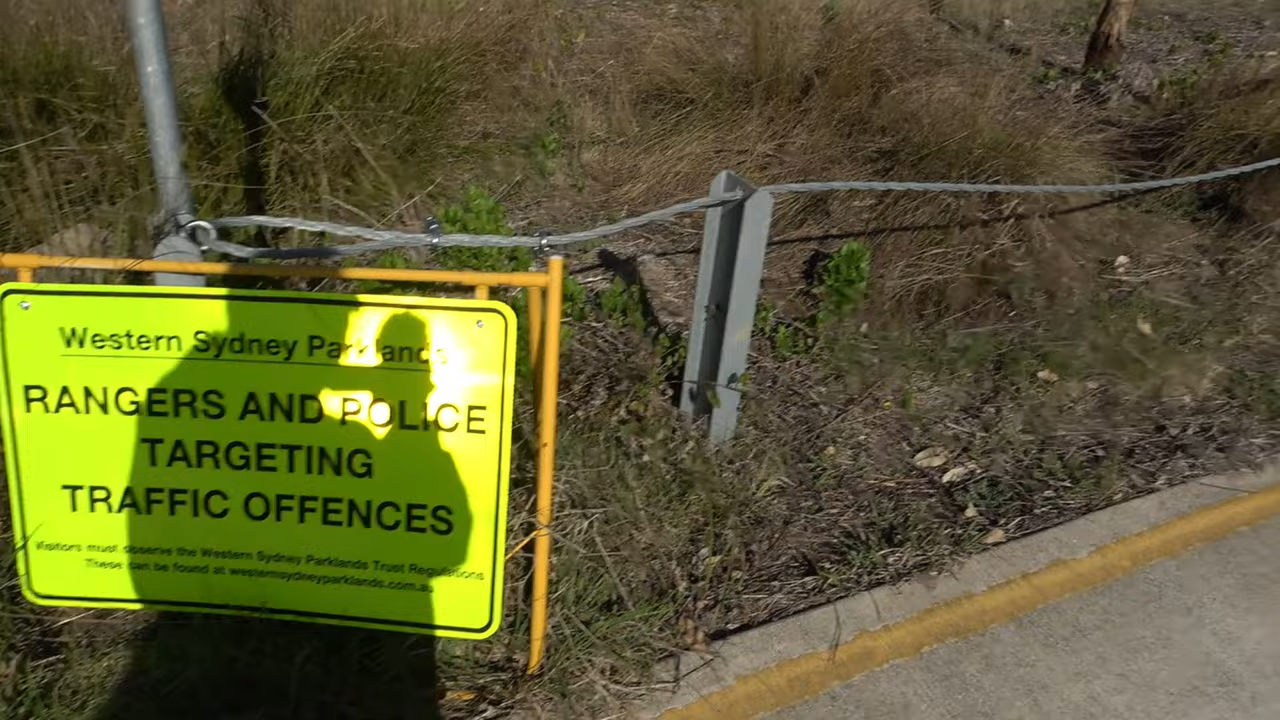 Western Sydney Parklands
RANGERS AND POLICE
TARGETING
TRAFFIC OFFENCES
Visitors must observe the Western Sydney Parklands Trust Regulations
These can be found at westernsydneyparklands.com.au